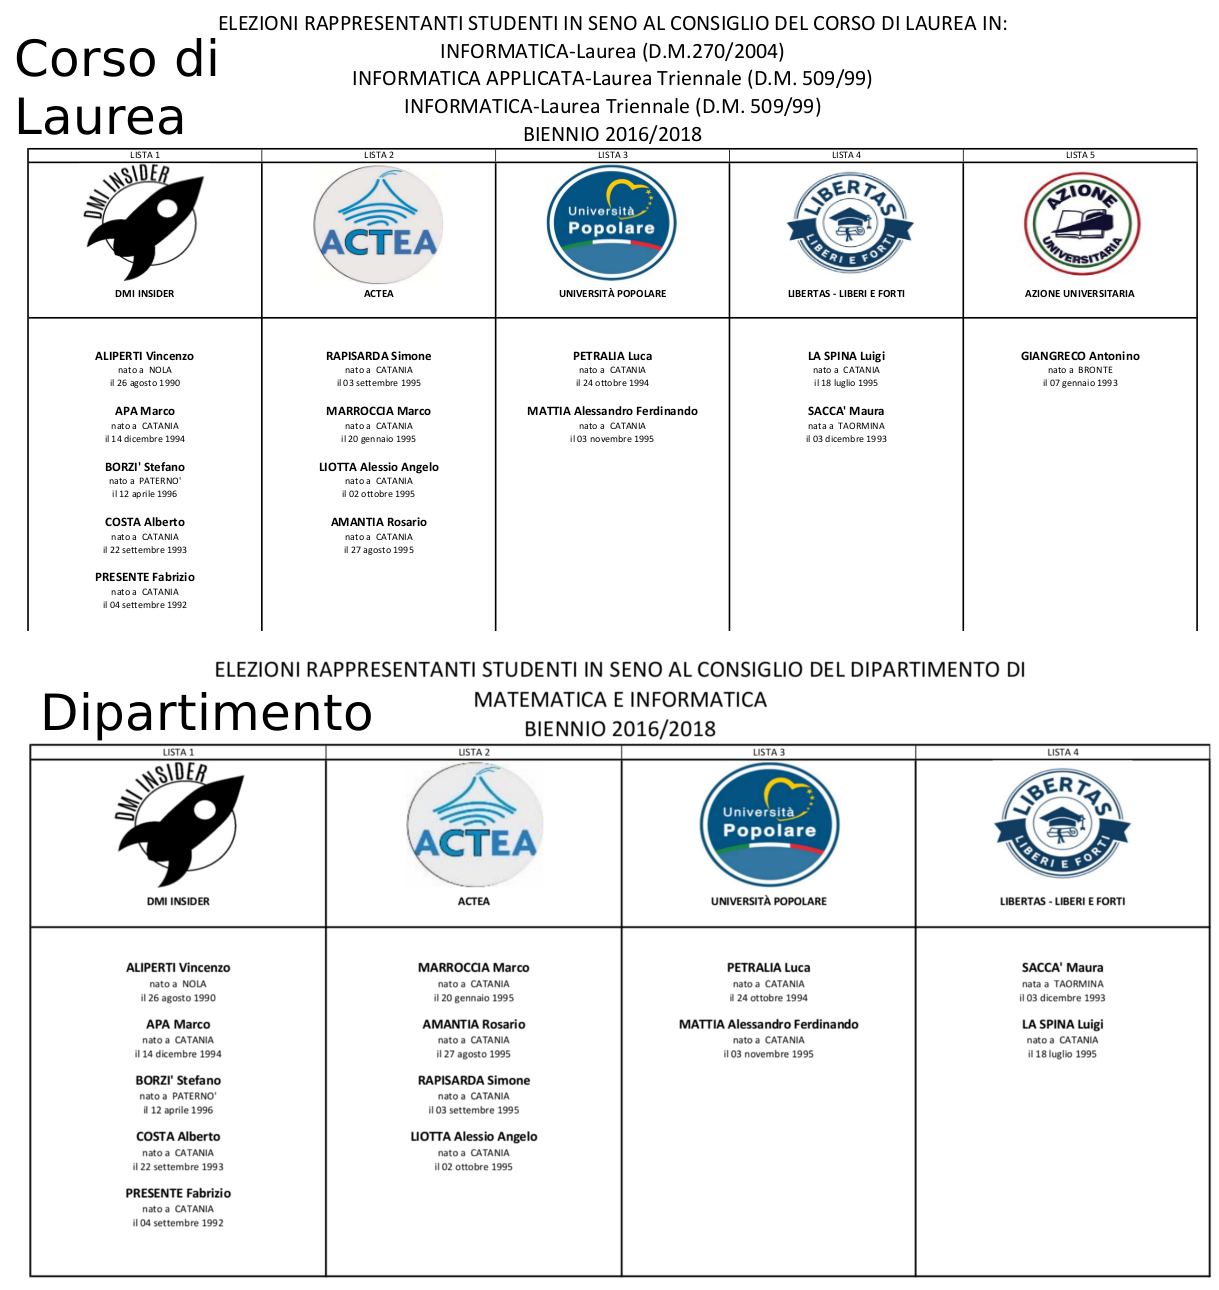 ELEZIONI RAPPRESENTANTI STUDENTI IN SENO AL CONSIGLIO DEL CORSO DI LAUREA IN:
INFORMATICA-Laurea (D.M.270/2004)
INFORMATICA APPLICATA-Laurea Triennale (D.M. 509/99)
INFORMATICA-Laurea Triennale (D.M. 509/99)
BIENNIO 2016/2018
Corso di
Laurea
LISTA 1
DMI INSIDER
DMI INSIDER
ALIPERTI Vincenzo
nato a NOLA
il 26 agosto 1990
APA Marco
nato a CATANIA
il 14 dicembre 1994
BORZI' Stefano
nato a PATERNO'
il 12 aprile 1996
COSTA Alberto
nato a CATANIA
il 22 settembre 1993
PRESENTE Fabrizio
nato a CATANIA
il 04 settembre 1992
LISTA 2
ACTEA
ACTEA
RAPISARDA Simone
nato a CATANIA
il 03 settembre 1995
MARROCCIA Marco
nato a CATANIA
il 20 gennaio 1995
LIOTTA Alessio Angelo
nato a CATANIA
il 02 ottobre 1995
AMANTIA Rosario
nato a CATANIA
il 27 agosto 1995
LISTA 3
Università
Popolare
UNIVERSITÀ POPOLARE
PETRALIA Luca
nato a CATANIA
il 24 ottobre 1994
MATTIA Alessandro Ferdinando
nato a CATANIA
il 03 novembre 1995
LISTA 4
LIBERTAS
LIBERI E FORTI
LIBERTAS - LIBERI E FORTI
LA SPINA Luigi
nato a CATANIA
il 18 luglio 1995
SACCA' Maura
nata a TAORMINA
il 03 dicembre 1993
LISTA 5
AZIONE
UNIVERSITARIA
AZIONE UNIVERSITARIA
GIANGRECO Antonino
nato a BRONTE
il 07 gennaio 1993
ELEZIONI RAPPRESENTANTI STUDENTI IN SENO AL CONSIGLIO DEL DIPARTIMENTO DI
MATEMATICA E INFORMATICA
BIENNIO 2016/2018
Dipartimento
LISTA 1
DMI INSIDER
DMI INSIDER
ALIPERTI Vincenzo
nato a NOLA
il 26 agosto 1990
APA Marco
nato a CATANIA
il 14 dicembre 1994
BORZI' Stefano
nato a PATERNO'
il 12 aprile 1996
COSTA Alberto
nato a CATANIA
il 22 settembre 1993
PRESENTE Fabrizio
nato a CATANIA
il 04 settembre 1992
LISTA 2
ACTEA
ACTEA
MARROCCIA Marco
nato a CATANIA
il 20 gennaio 1995
AMANTIA Rosario
nato a CATANIA
il 27 agosto 1995
RAPISARDA Simone
nato a CATANIA
il 03 settembre 1995
LIOTTA Alessio Angelo
nato a CATANIA
il 02 ottobre 1995
LISTA 3
Università
Popolare
UNIVERSITÀ POPOLARE
PETRALIA Luca
nato a CATANIA
il 24 ottobre 1994
MATTIA Alessandro Ferdinando
nato a CATANIA
il 03 novembre 1995
LISTA 4
LIBERTAS
LIBERI E FORTI
LIBERTAS - LIBERI E FORTI
SACCA' Maura
nata a TAORMINA
il 03 dicembre 1993
LA SPINA Luigi
nato a CATANIA
il 18 luglio 1995